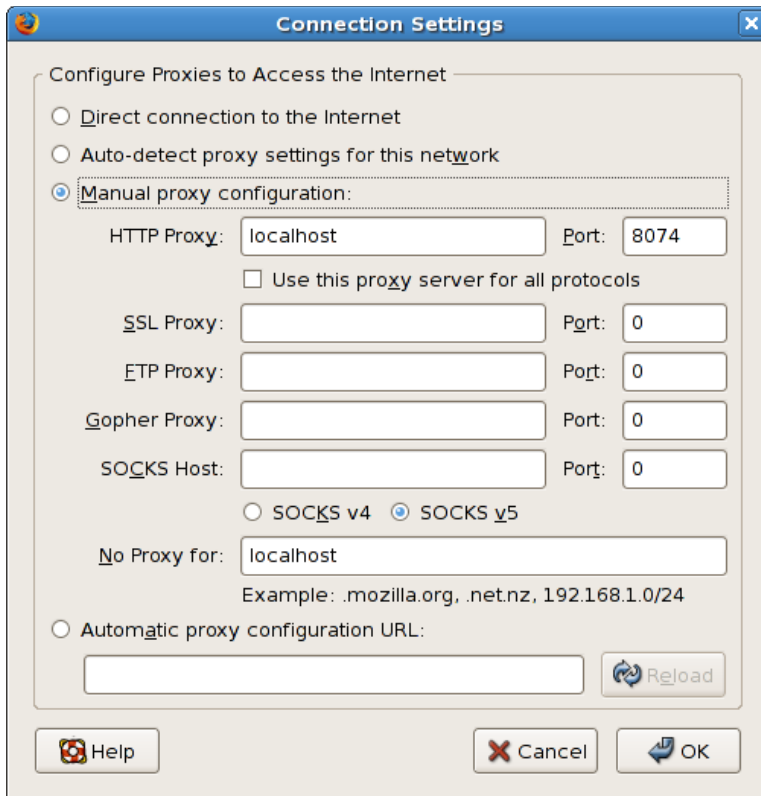 Connection Settings
Configure Proxies to Access the Internet
Direct connection to the Internet
Auto-detect proxy settings for this network
Manual proxy configuration:
HTTP Proxy: localhost Port: 8074
Use this proxy server for all protocols
SSL Proxy: Port: 0
FTP Proxy: Port: 0
Gopher Proxy: Port: 0
SOCKS Host: Port: 0
SOCKS v4 SOCKS v5
No Proxy for: localhost
Example: .mozilla.org, .net.nz, 192.168.1.0/24
Automatic proxy configuration URL:
Reload
Help Cancel OK